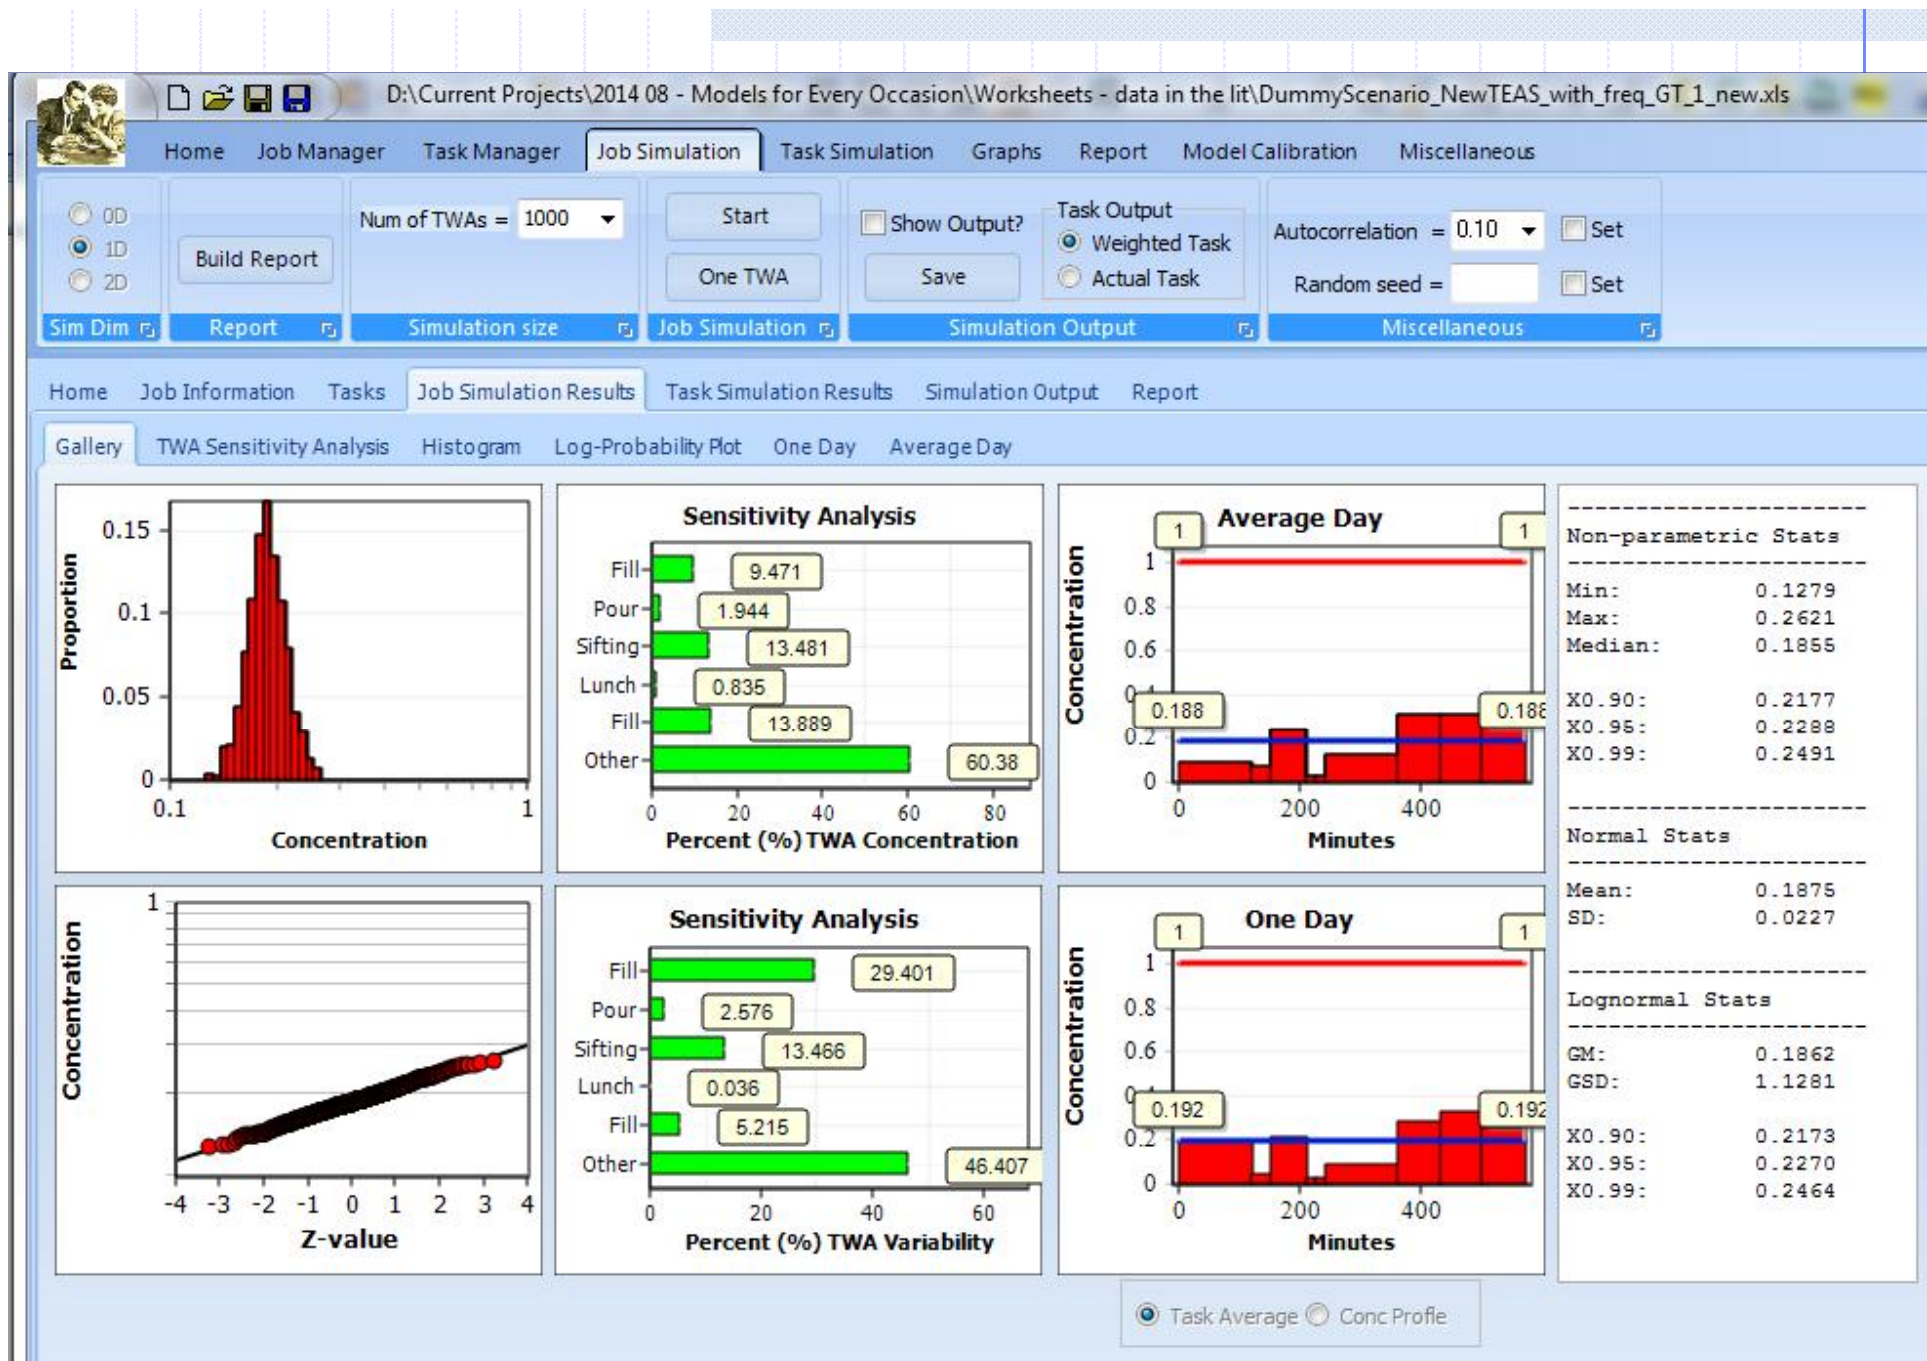 D:\Current Projects\2014 08 - Models for Every Occasion\Worksheets - data in the lit\DummyScenario_NewTEAS_with_freq_GT_1_new.xls
Home Job Manager Task Manager Job Simulation Task Simulation Graphs Report Model Calibration Miscellaneous
0D
1D
2D
Sim Dim
Build Report
Report
Num of TWAs = 1000
Simulation size
Start
One TWA
Job Simulation
Show Output?
Save
Task Output
Weighted Task
Actual Task
Simulation Output
Autocorrelation = 0.10 Set
Random seed = Set
Miscellaneous
Home Job Information Tasks Job Simulation Results Task Simulation Results Simulation Output Report
Gallery TWA Sensitivity Analysis Histogram Log-Probability Plot One Day Average Day
Proportion
0.15
0.1
0.05
0
0.1 1
Concentration
Sensitivity Analysis
Fill 9.471
Pour 1.944
Sifting 13.481
Lunch 0.835
Fill 13.889
Other 60.38
0 20 40 60 80
Percent (%) TWA Concentration
Average Day
Concentration
1 1
1
0.8
0.6
0.4
0.188 0.188
0.2
0
0 200 400
Minutes
Concentration
1
-4 -3 -2 -1 0 1 2 3 4
Z-value
Sensitivity Analysis
Fill 29.401
Pour 2.576
Sifting 13.466
Lunch 0.036
Fill 5.215
Other 46.407
0 20 40 60
Percent (%) TWA Variability
One Day
Concentration
1 1
1
0.8
0.6
0.192 0.192
0.2
0
0 200 400
Minutes
Task Average Conc Profle
----------------------
Non-parametric Stats
----------------------
Min: 0.1279
Max: 0.2621
Median: 0.1855
X0.90: 0.2177
X0.95: 0.2288
X0.99: 0.2491
----------------------
Normal Stats
----------------------
Mean: 0.1875
SD: 0.0227
----------------------
Lognormal Stats
----------------------
GM: 0.1862
GSD: 1.1281
X0.90: 0.2173
X0.95: 0.2270
X0.99: 0.2464